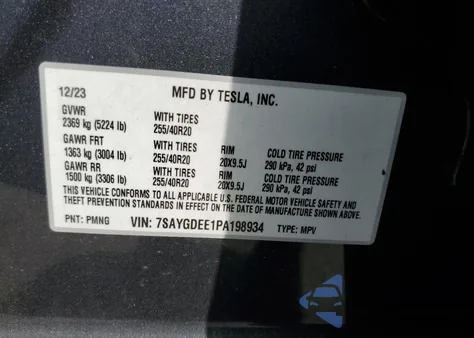 12/23 MFD BY TESLA, INC.
GVWR
2369 kg (5224 lb) WITH TIRES 255/40R20
GAWR FRT WITH TIRES RIM COLD TIRE PRESSURE
1363 kg (3004 lb) 255/40R20 20X9.5J 290 kPa, 42 psi
GAWR RR WITH TIRES RIM COLD TIRE PRESSURE
1500 kg (3306 lb) 255/40R20 20X9.5J 290 kPa, 42 psi
THIS VEHICLE CONFORMS TO ALL APPLICABLE U.S. FEDERAL MOTOR VEHICLE SAFETY AND
THEFT PREVENTION STANDARDS IN EFFECT ON THE DATE OF MANUFACTURE SHOWN ABOVE.
PNT: PMNG VIN: 7SAYGDEE1PA198934 TYPE: MPV